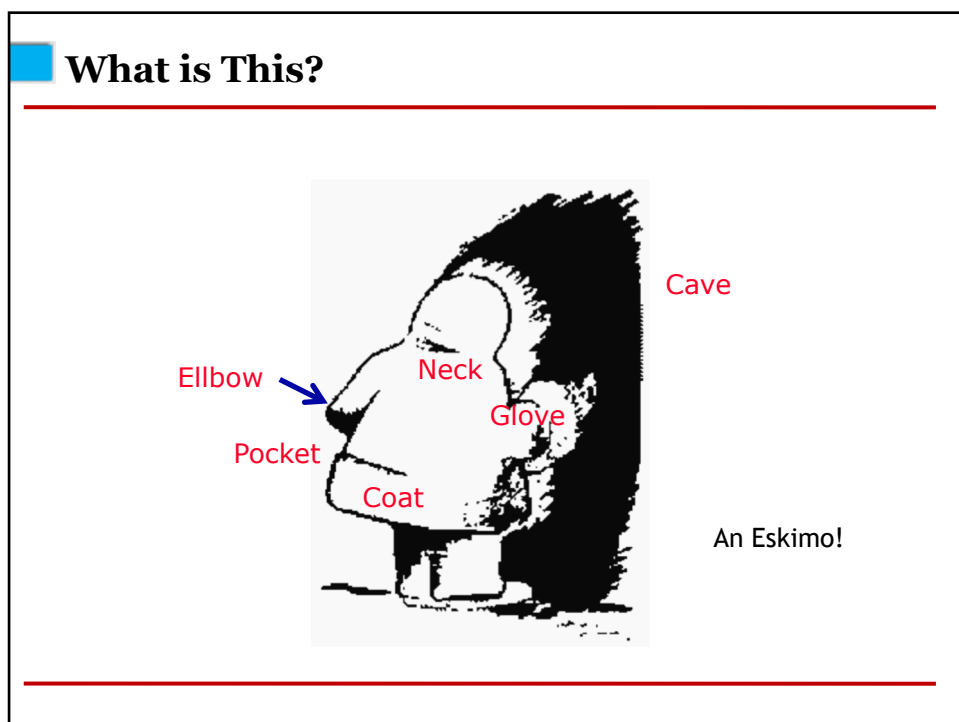 What is This?
Cave
Neck
Ellbow
Glove
Pocket
Coat
An Eskimo!